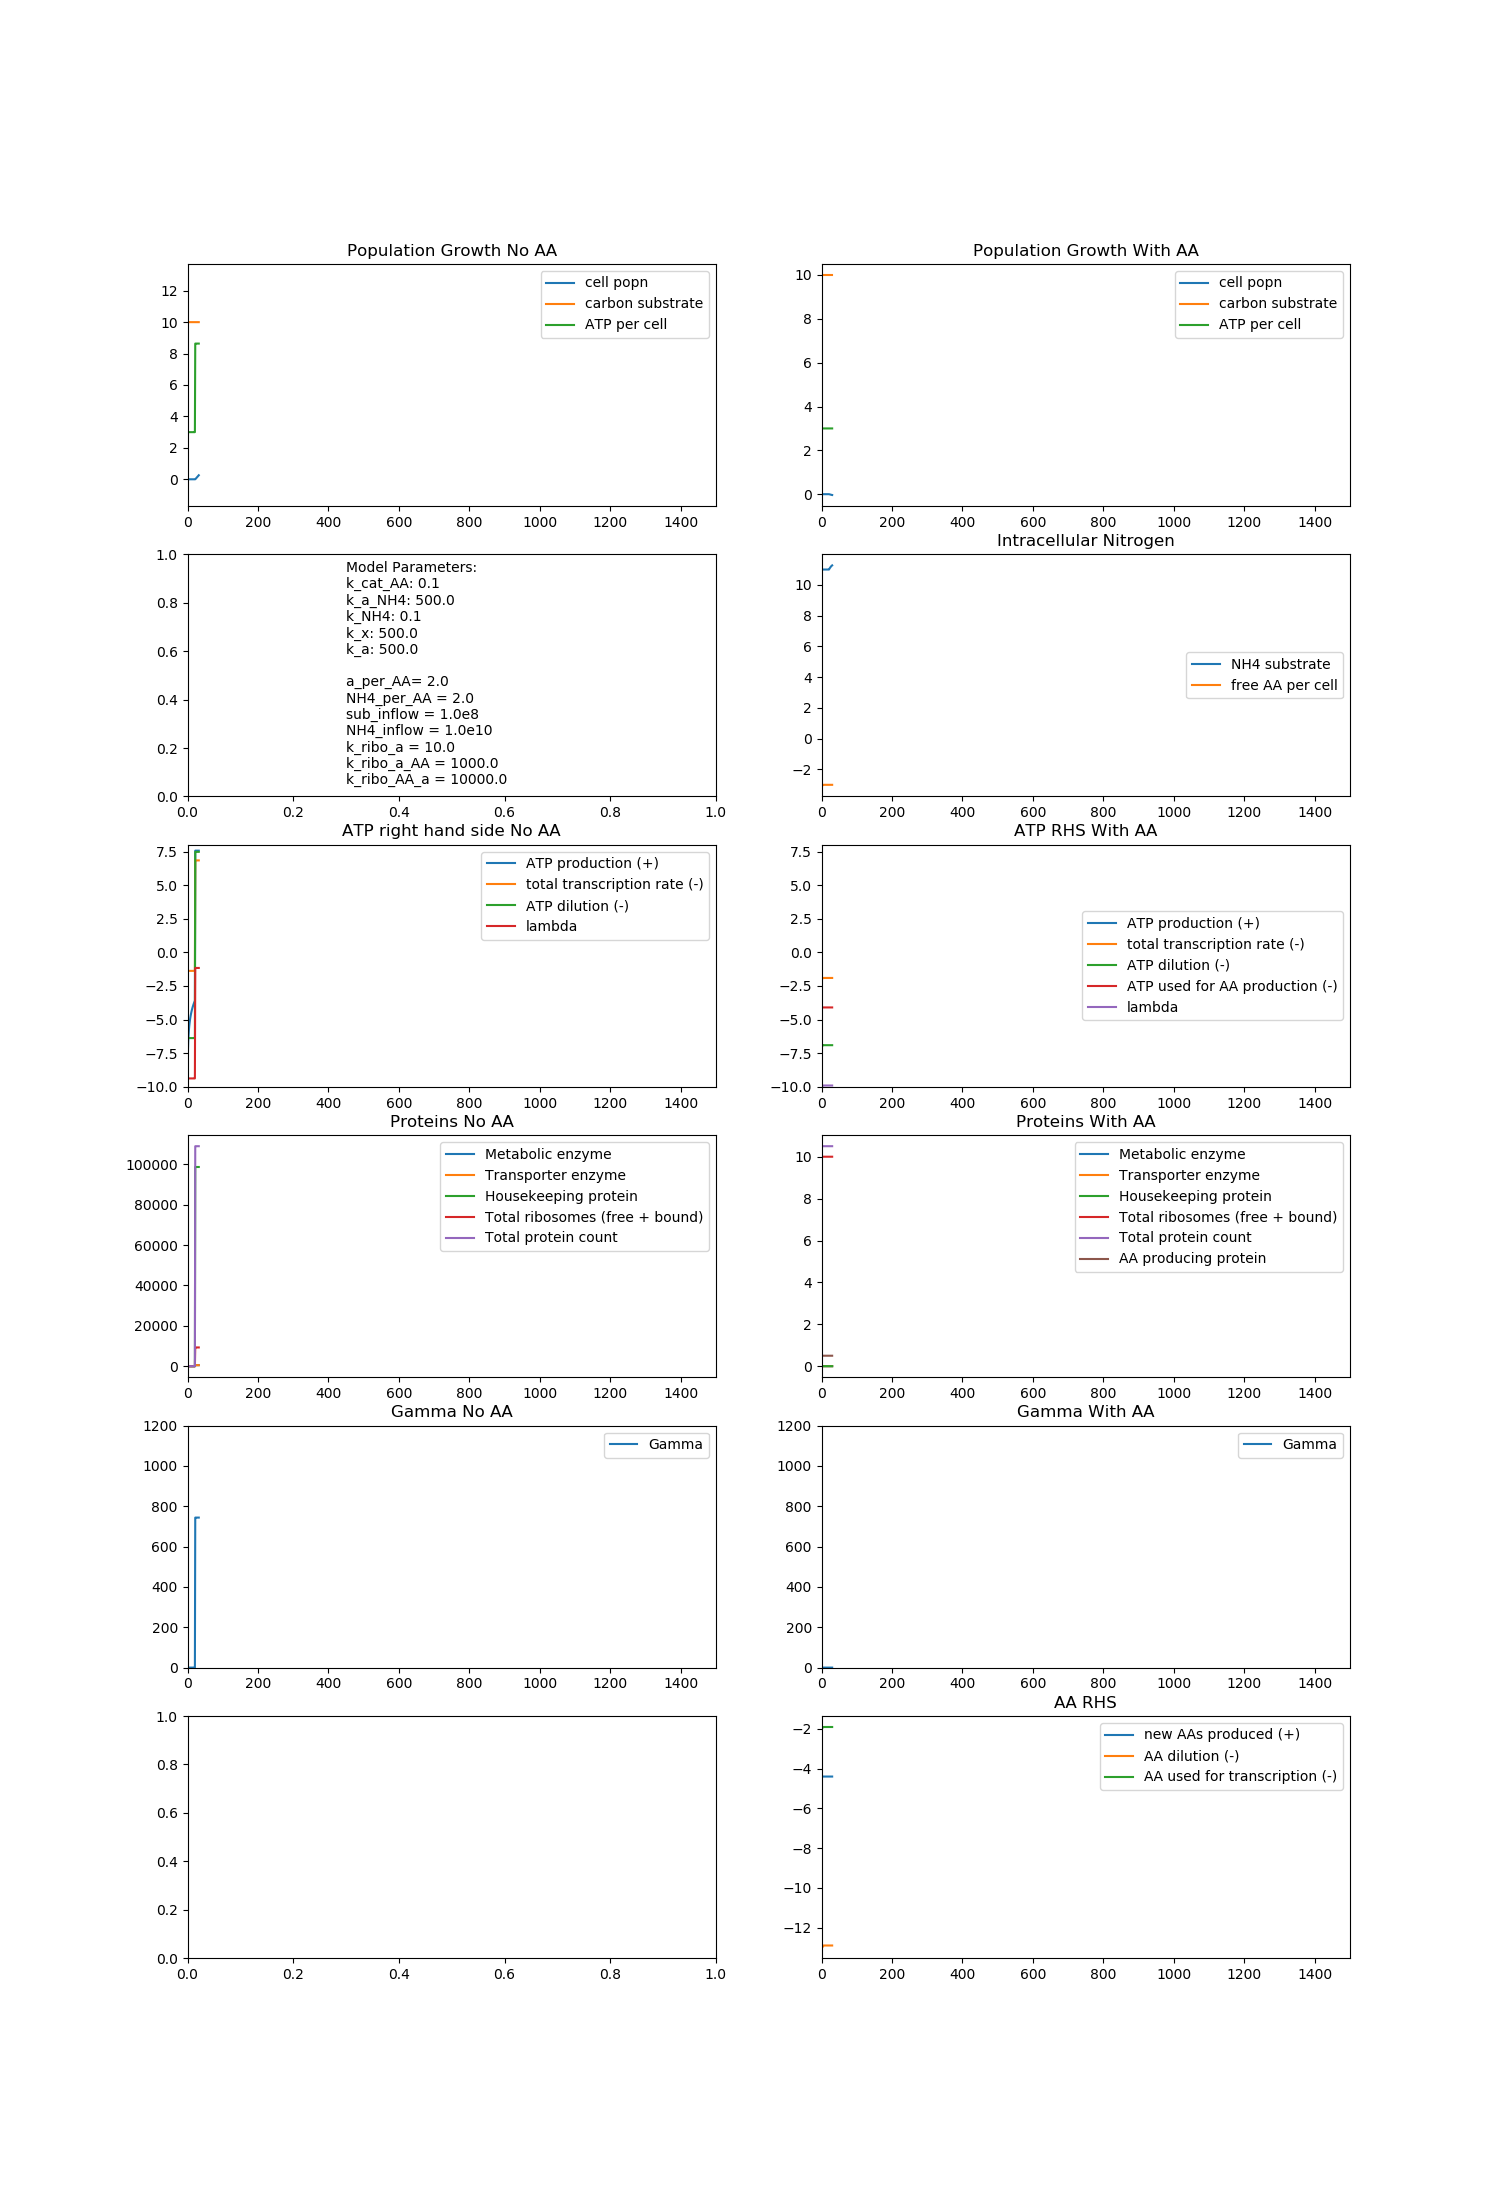 Population Growth No AA
12
10
8
6
4
2
0
cell popn
carbon substrate
ATP per cell
0 200 400 600 800 1000 1200 1400
Population Growth With AA
10
8
6
4
2
0
cell popn
carbon substrate
ATP per cell
0 200 400 600 800 1000 1200 1400
1.0
0.8
0.6
0.4
0.2
0.0
Model Parameters:
k_cat_AA: 0.1
k_a_NH4: 500.0
k_NH4: 0.1
k_x: 500.0
k_a: 500.0
a_per_AA= 2.0
NH4_per_AA = 2.0
sub_inflow = 1.0e8
NH4_inflow = 1.0e10
k_ribo_a = 10.0
k_ribo_a_AA = 1000.0
k_ribo_AA_a = 10000.0
0.0 0.2 0.4 0.6 0.8 1.0
Intracellular Nitrogen
10
8
6
4
2
0
−2
NH4 substrate
free AA per cell
0 200 400 600 800 1000 1200 1400
ATP right hand side No AA
7.5
5.0
2.5
0.0
−2.5
−5.0
−7.5
−10.0
ATP production (+)
total transcription rate (-)
ATP dilution (-)
lambda
0 200 400 600 800 1000 1200 1400
ATP RHS With AA
7.5
5.0
2.5
0.0
−2.5
−5.0
−7.5
−10.0
ATP production (+)
total transcription rate (-)
ATP dilution (-)
ATP used for AA production (-)
lambda
0 200 400 600 800 1000 1200 1400
Proteins No AA
100000
80000
60000
40000
20000
0
Metabolic enzyme
Transporter enzyme
Housekeeping protein
Total ribosomes (free + bound)
Total protein count
0 200 400 600 800 1000 1200 1400
Proteins With AA
10
8
6
4
2
0
Metabolic enzyme
Transporter enzyme
Housekeeping protein
Total ribosomes (free + bound)
Total protein count
AA producing protein
0 200 400 600 800 1000 1200 1400
Gamma No AA
1200
1000
800
600
400
200
0
Gamma
0 200 400 600 800 1000 1200 1400
Gamma With AA
1200
1000
800
600
400
200
0
Gamma
0 200 400 600 800 1000 1200 1400
1.0
0.8
0.6
0.4
0.2
0.0
0.0 0.2 0.4 0.6 0.8 1.0
AA RHS
−2
−4
−6
−8
−10
−12
new AAs produced (+)
AA dilution (-)
AA used for transcription (-)
0 200 400 600 800 1000 1200 1400